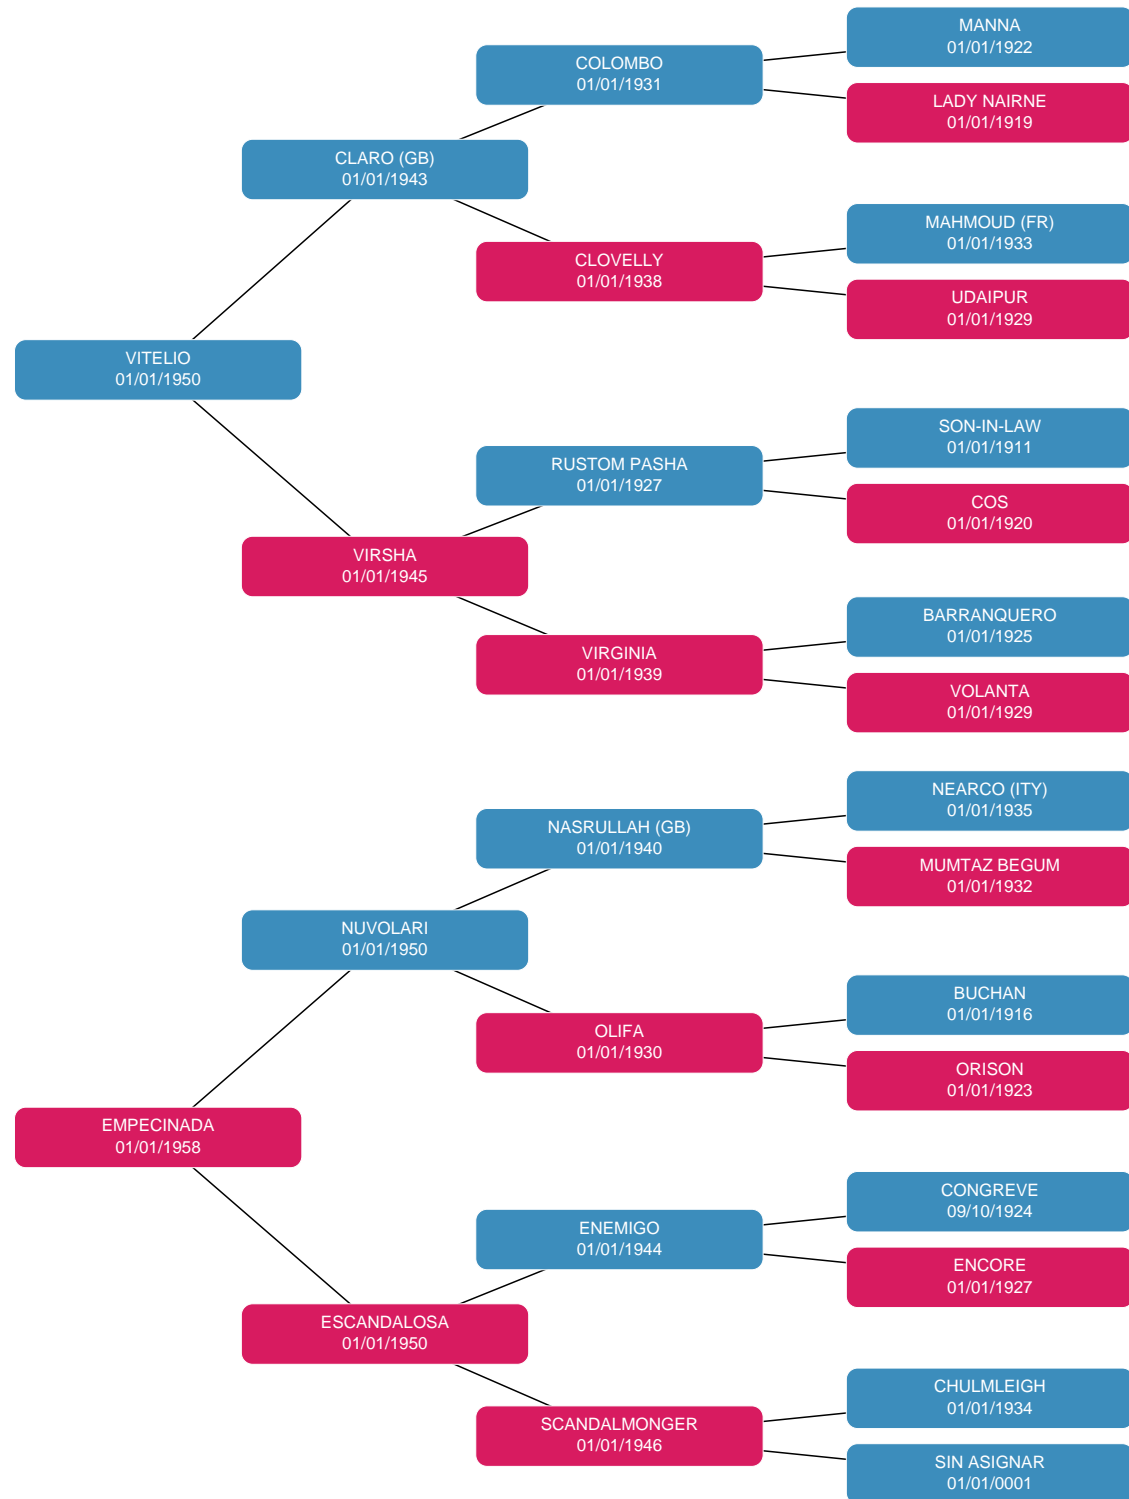 MANNA
01/01/1922
COLOMBO
01/01/1931
LADY NAIRNE
01/01/1919
CLARO (GB)
01/01/1943
MAHMOUD (FR)
01/01/1933
CLOVELLY
01/01/1938
UDAIPUR
01/01/1929
VITELIO
01/01/1950
SON-IN-LAW
01/01/1911
RUSTOM PASHA
01/01/1927
COS
01/01/1920
VIRSHA
01/01/1945
BARRANQUERO
01/01/1925
VIRGINIA
01/01/1939
VOLANTA
01/01/1929
NEARCO (ITY)
01/01/1935
NASRULLAH (GB)
01/01/1940
MUMTAZ BEGUM
01/01/1932
NUVOLARI
01/01/1950
BUCHAN
01/01/1916
OLIFA
01/01/1930
ORISON
01/01/1923
EMPECINADA
01/01/1958
CONGREVE
09/10/1924
ENEMIGO
01/01/1944
ENCORE
01/01/1927
ESCANDALOSA
01/01/1950
CHULMLEIGH
01/01/1934
SCANDALMONGER
01/01/1946
SIN ASIGNAR
01/01/0001